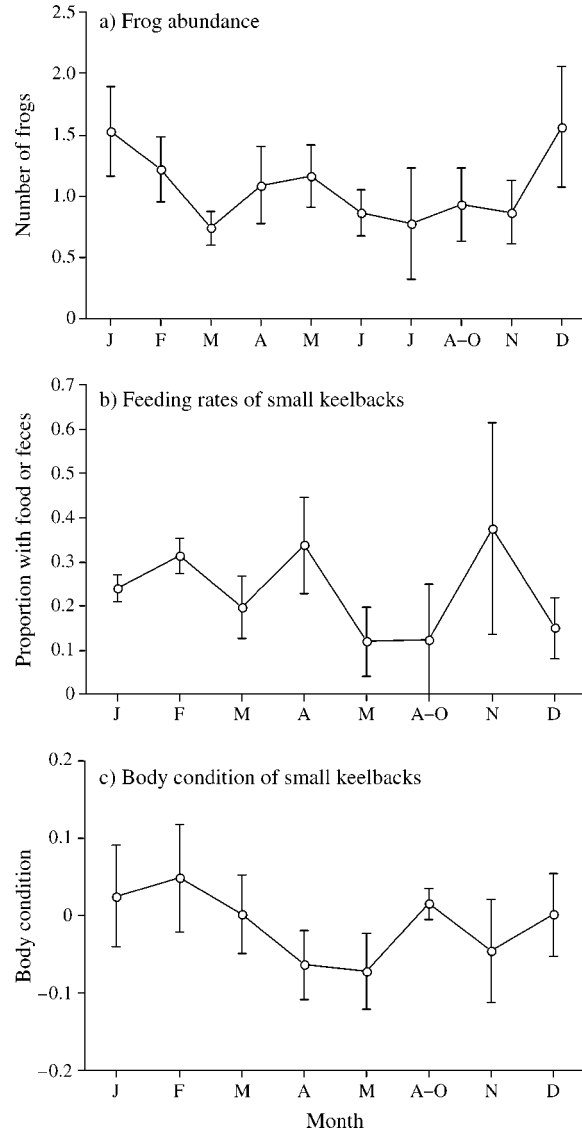 a) Frog abundance
Number of frogs
2.5
2.0
1.5
1.0
0.5
0
J F M A M J J A–O N D
b) Feeding rates of small keelbacks
Proportion with food or feces
0.7
0.6
0.5
0.4
0.3
0.2
0.1
0
J F M A M A–O N D
c) Body condition of small keelbacks
Body condition
0.2
0.1
0
−0.1
−0.2
J F M A M A–O N D
Month